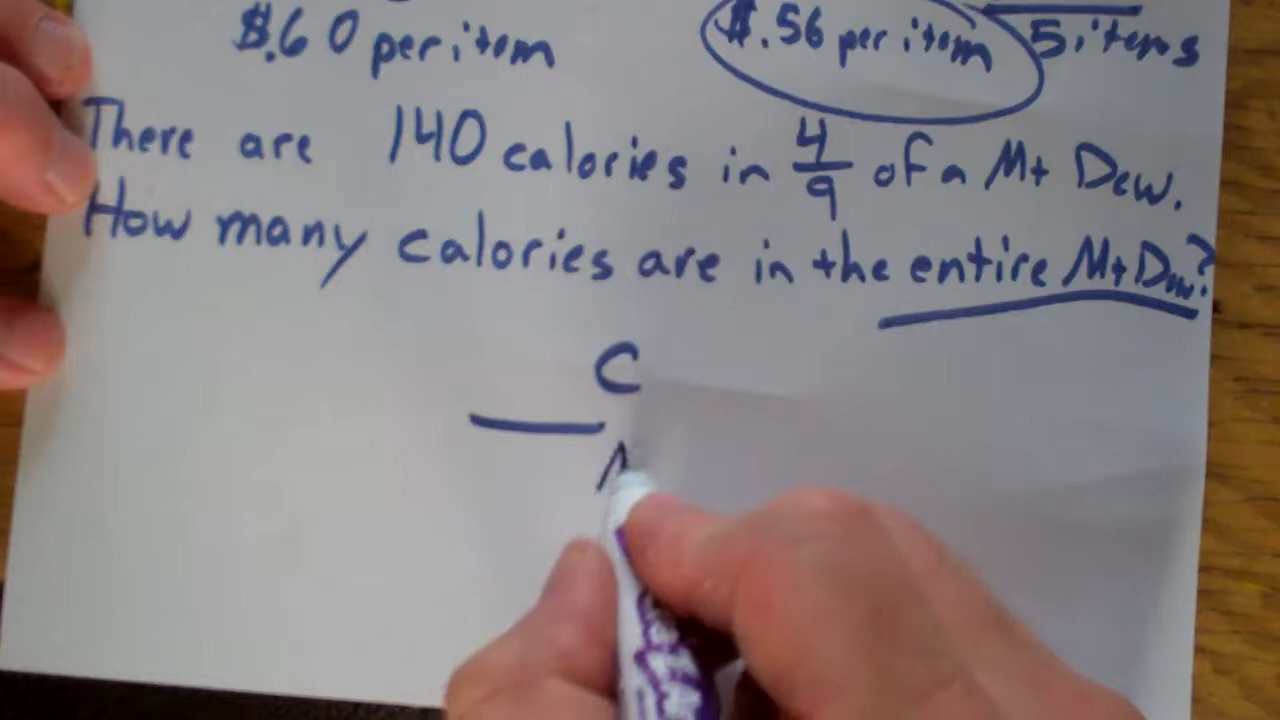 $.60 per item $.56 per item 5 items
There are 140 calories in 4/9 of a Mt Dew.
How many calories are in the entire Mt Dew?
C